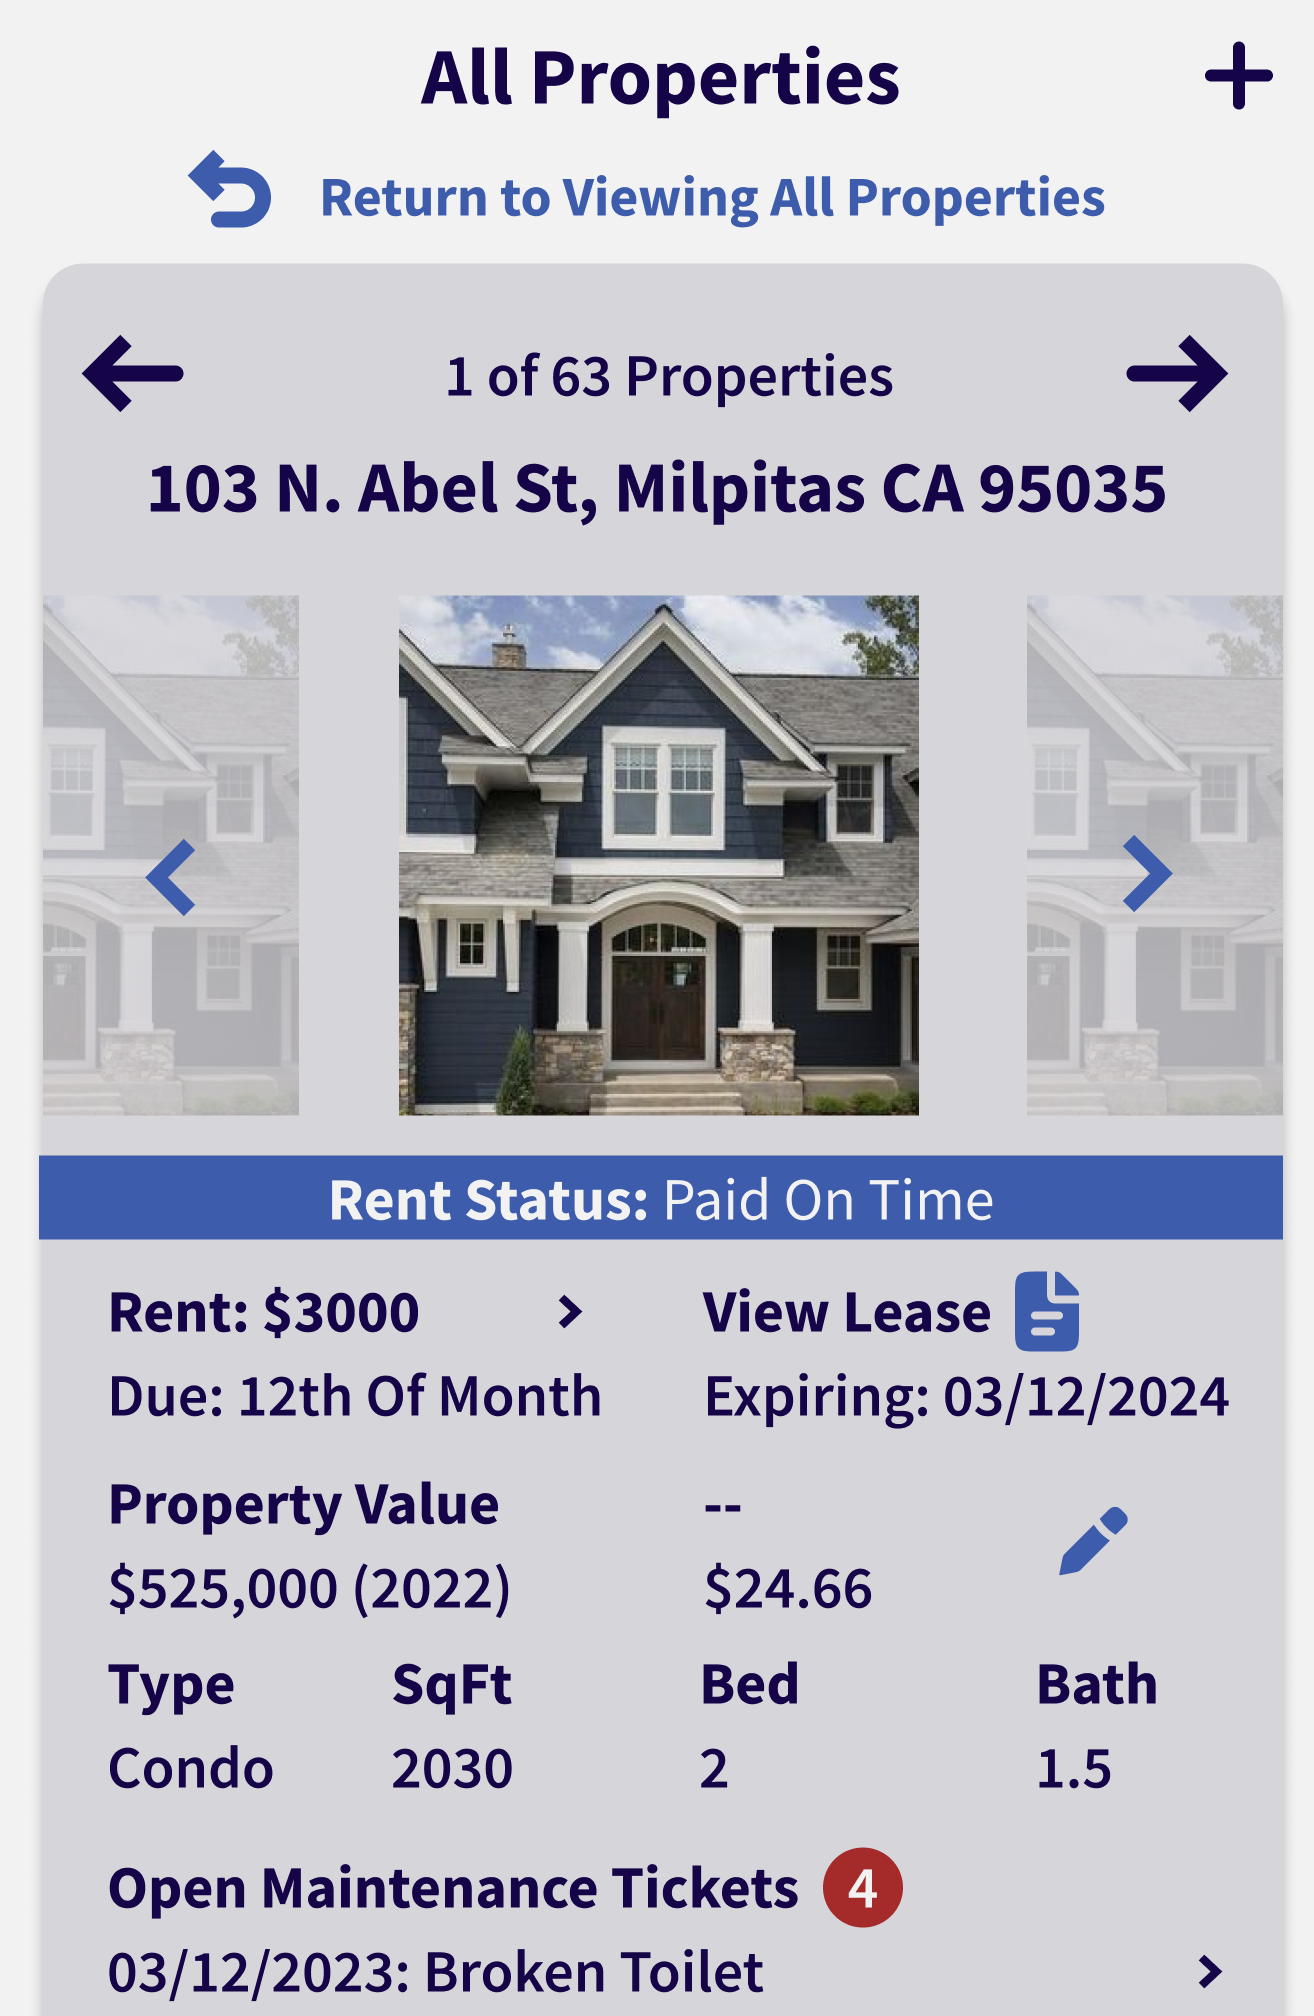 All Properties
Return to Viewing All Properties
1 of 63 Properties
103 N. Abel St, Milpitas CA 95035
Rent Status: Paid On Time
Rent: $3000
View Lease
Due: 12th Of Month
Expiring: 03/12/2024
Property Value
--
$525,000 (2022)
$24.66
Type SqFt Bed Bath
Condo 2030 2 1.5
Open Maintenance Tickets 4
03/12/2023: Broken Toilet